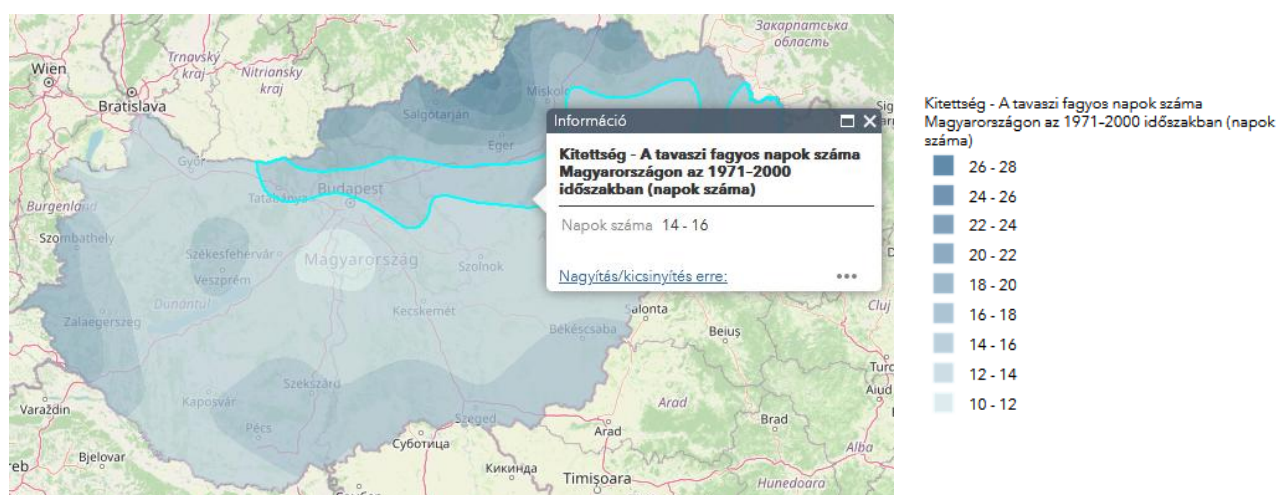 Закарпатська
область
Trnavský
kraj
Nitriansky
kraj
Wien
Bratislava
Miskolc
Salgótarján
Eger
Győr
Budapest
Tatabánya
Burgenland
Szombathely
Székesfehérvár
Magyarország
Szolnok
Veszprém
Dunántúl
Kecskemét
Zalaegerszeg
Békéscsaba
Salonta
Beiuș
Cluj
Szekszárd
Kaposvár
Szeged
Pécs
Varaždin
Arad
Brad
Aiud
Суботица
Arad
Alba
Bjelovar
Кикинда
Timișoara
Hunedoara
Információ
Kitettség - A tavaszi fagyos napok száma
Magyarországon az 1971-2000
időszakban (napok száma)
Napok száma 14 - 16
Nagyítás/kicsinyítés erre:
Kitettség - A tavaszi fagyos napok száma
Magyarországon az 1971-2000 időszakban (napok
száma)
26 - 28
24 - 26
22 - 24
20 - 22
18 - 20
16 - 18
14 - 16
12 - 14
10 - 12